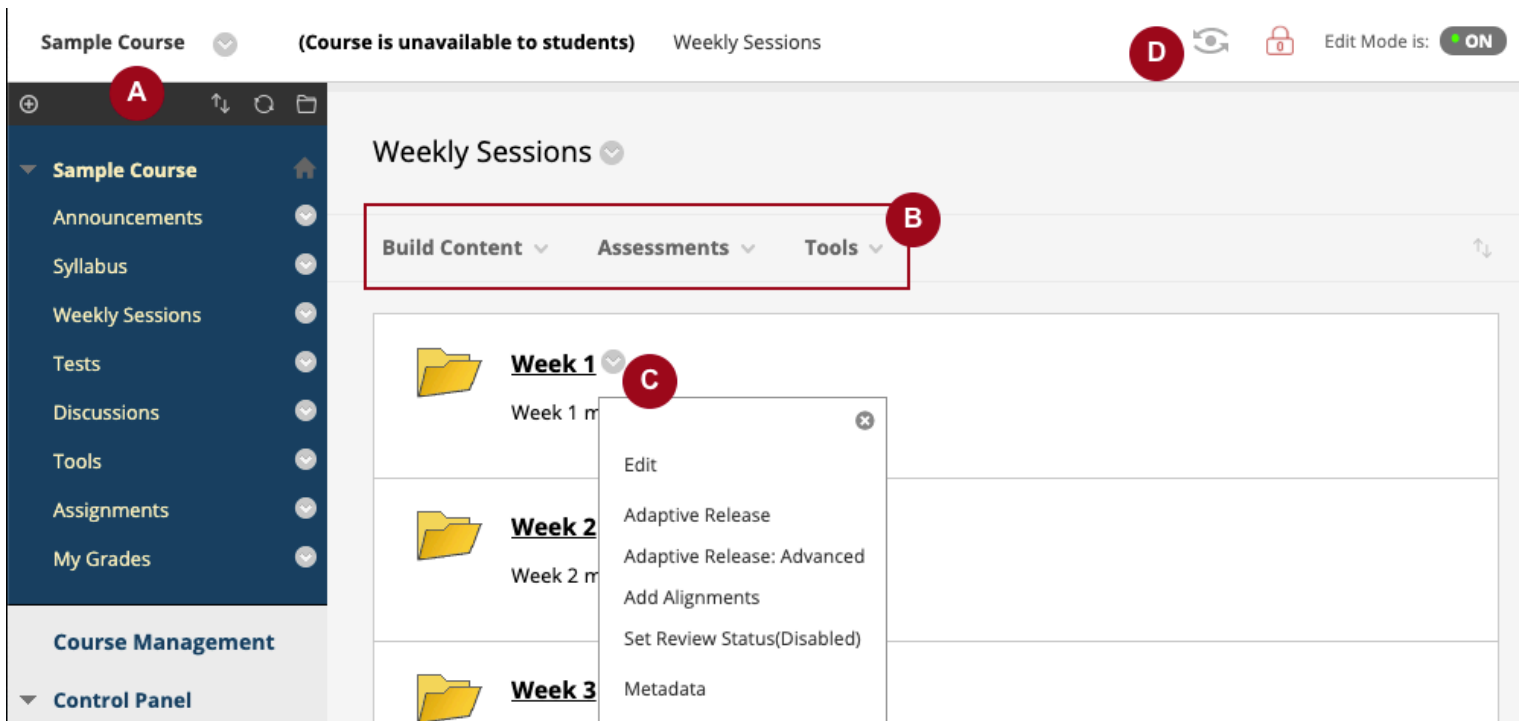 Sample Course (Course is unavailable to students) Weekly Sessions D 0 Edit Mode is: ON
A
Sample Course
Announcements
Syllabus
Weekly Sessions
Tests
Discussions
Tools
Assignments
My Grades
Course Management
Control Panel
Weekly Sessions
B
Build Content Assessments Tools
Week 1
C
Week 1 m
Edit
Adaptive Release
Adaptive Release: Advanced
Add Alignments
Set Review Status(Disabled)
Metadata
Week 2
Week 2 m
Week 3